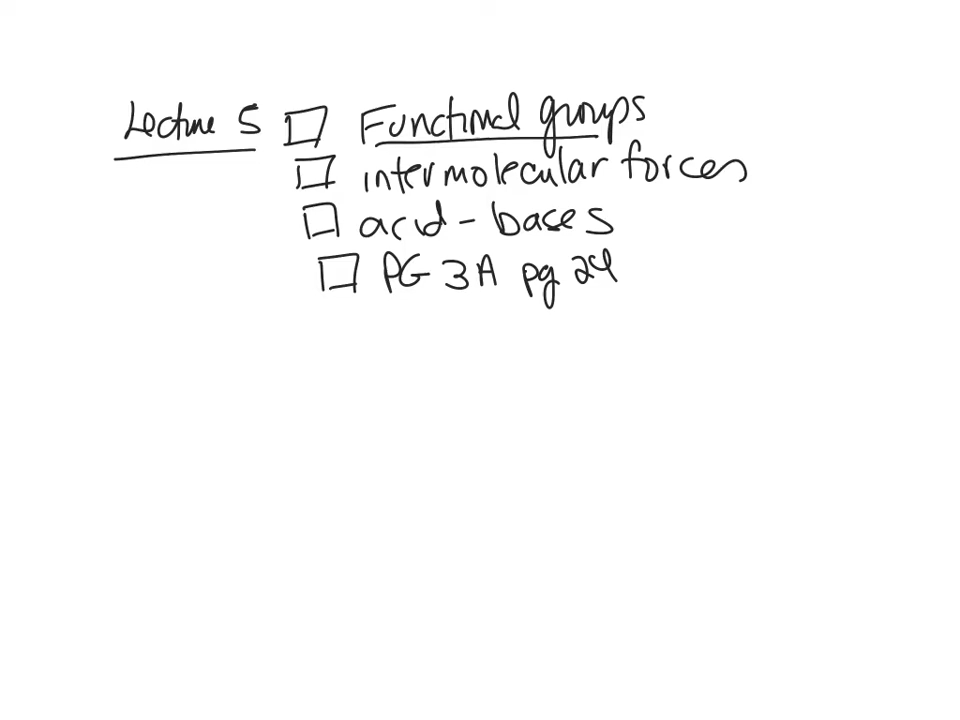 Lecture 5 □ Functional groups
□ intermolecular forces
□ acid - bases
□ PG 3A pg 24